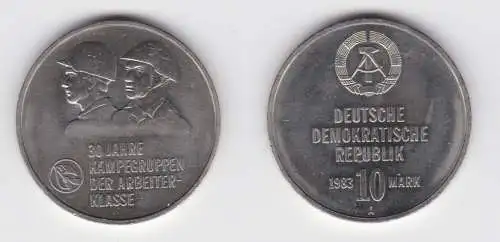 30 JAHRE
KAMPFGRUPPEN
DER ARBEITER-
KLASSE
DEUTSCHE
DEMOKRATISCHE
REPUBLIK
1983 10 MARK
A